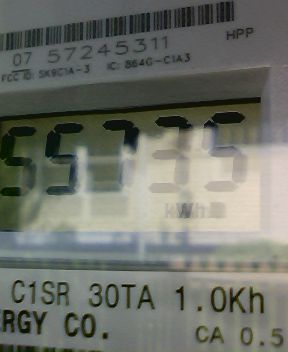 HPP
07 57245311
FCC ID: SK9C1A-3 IC: 864G-C1A3
55735
kWh
C1SR 30TA 1.0Kh
RGY CO.
CA 0.5